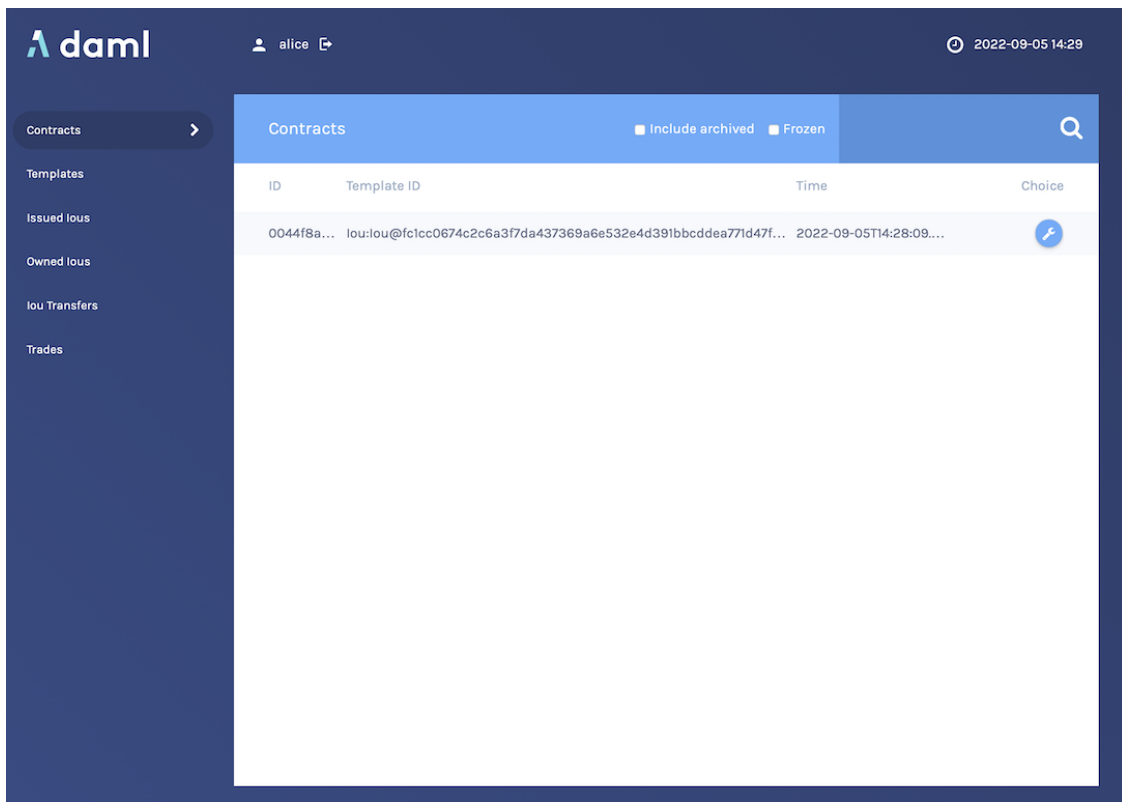 daml
alice
2022-09-05 14:29
Contracts
Templates
Issued Ious
Owned Ious
Iou Transfers
Trades
Contracts
Include archived
Frozen
ID Template ID Time Choice
0044f8a... Iou:Iou@fc1cc0674c2c6a3f7da437369a6e532e4d391bbcddea771d47f... 2022-09-05T14:28:09....